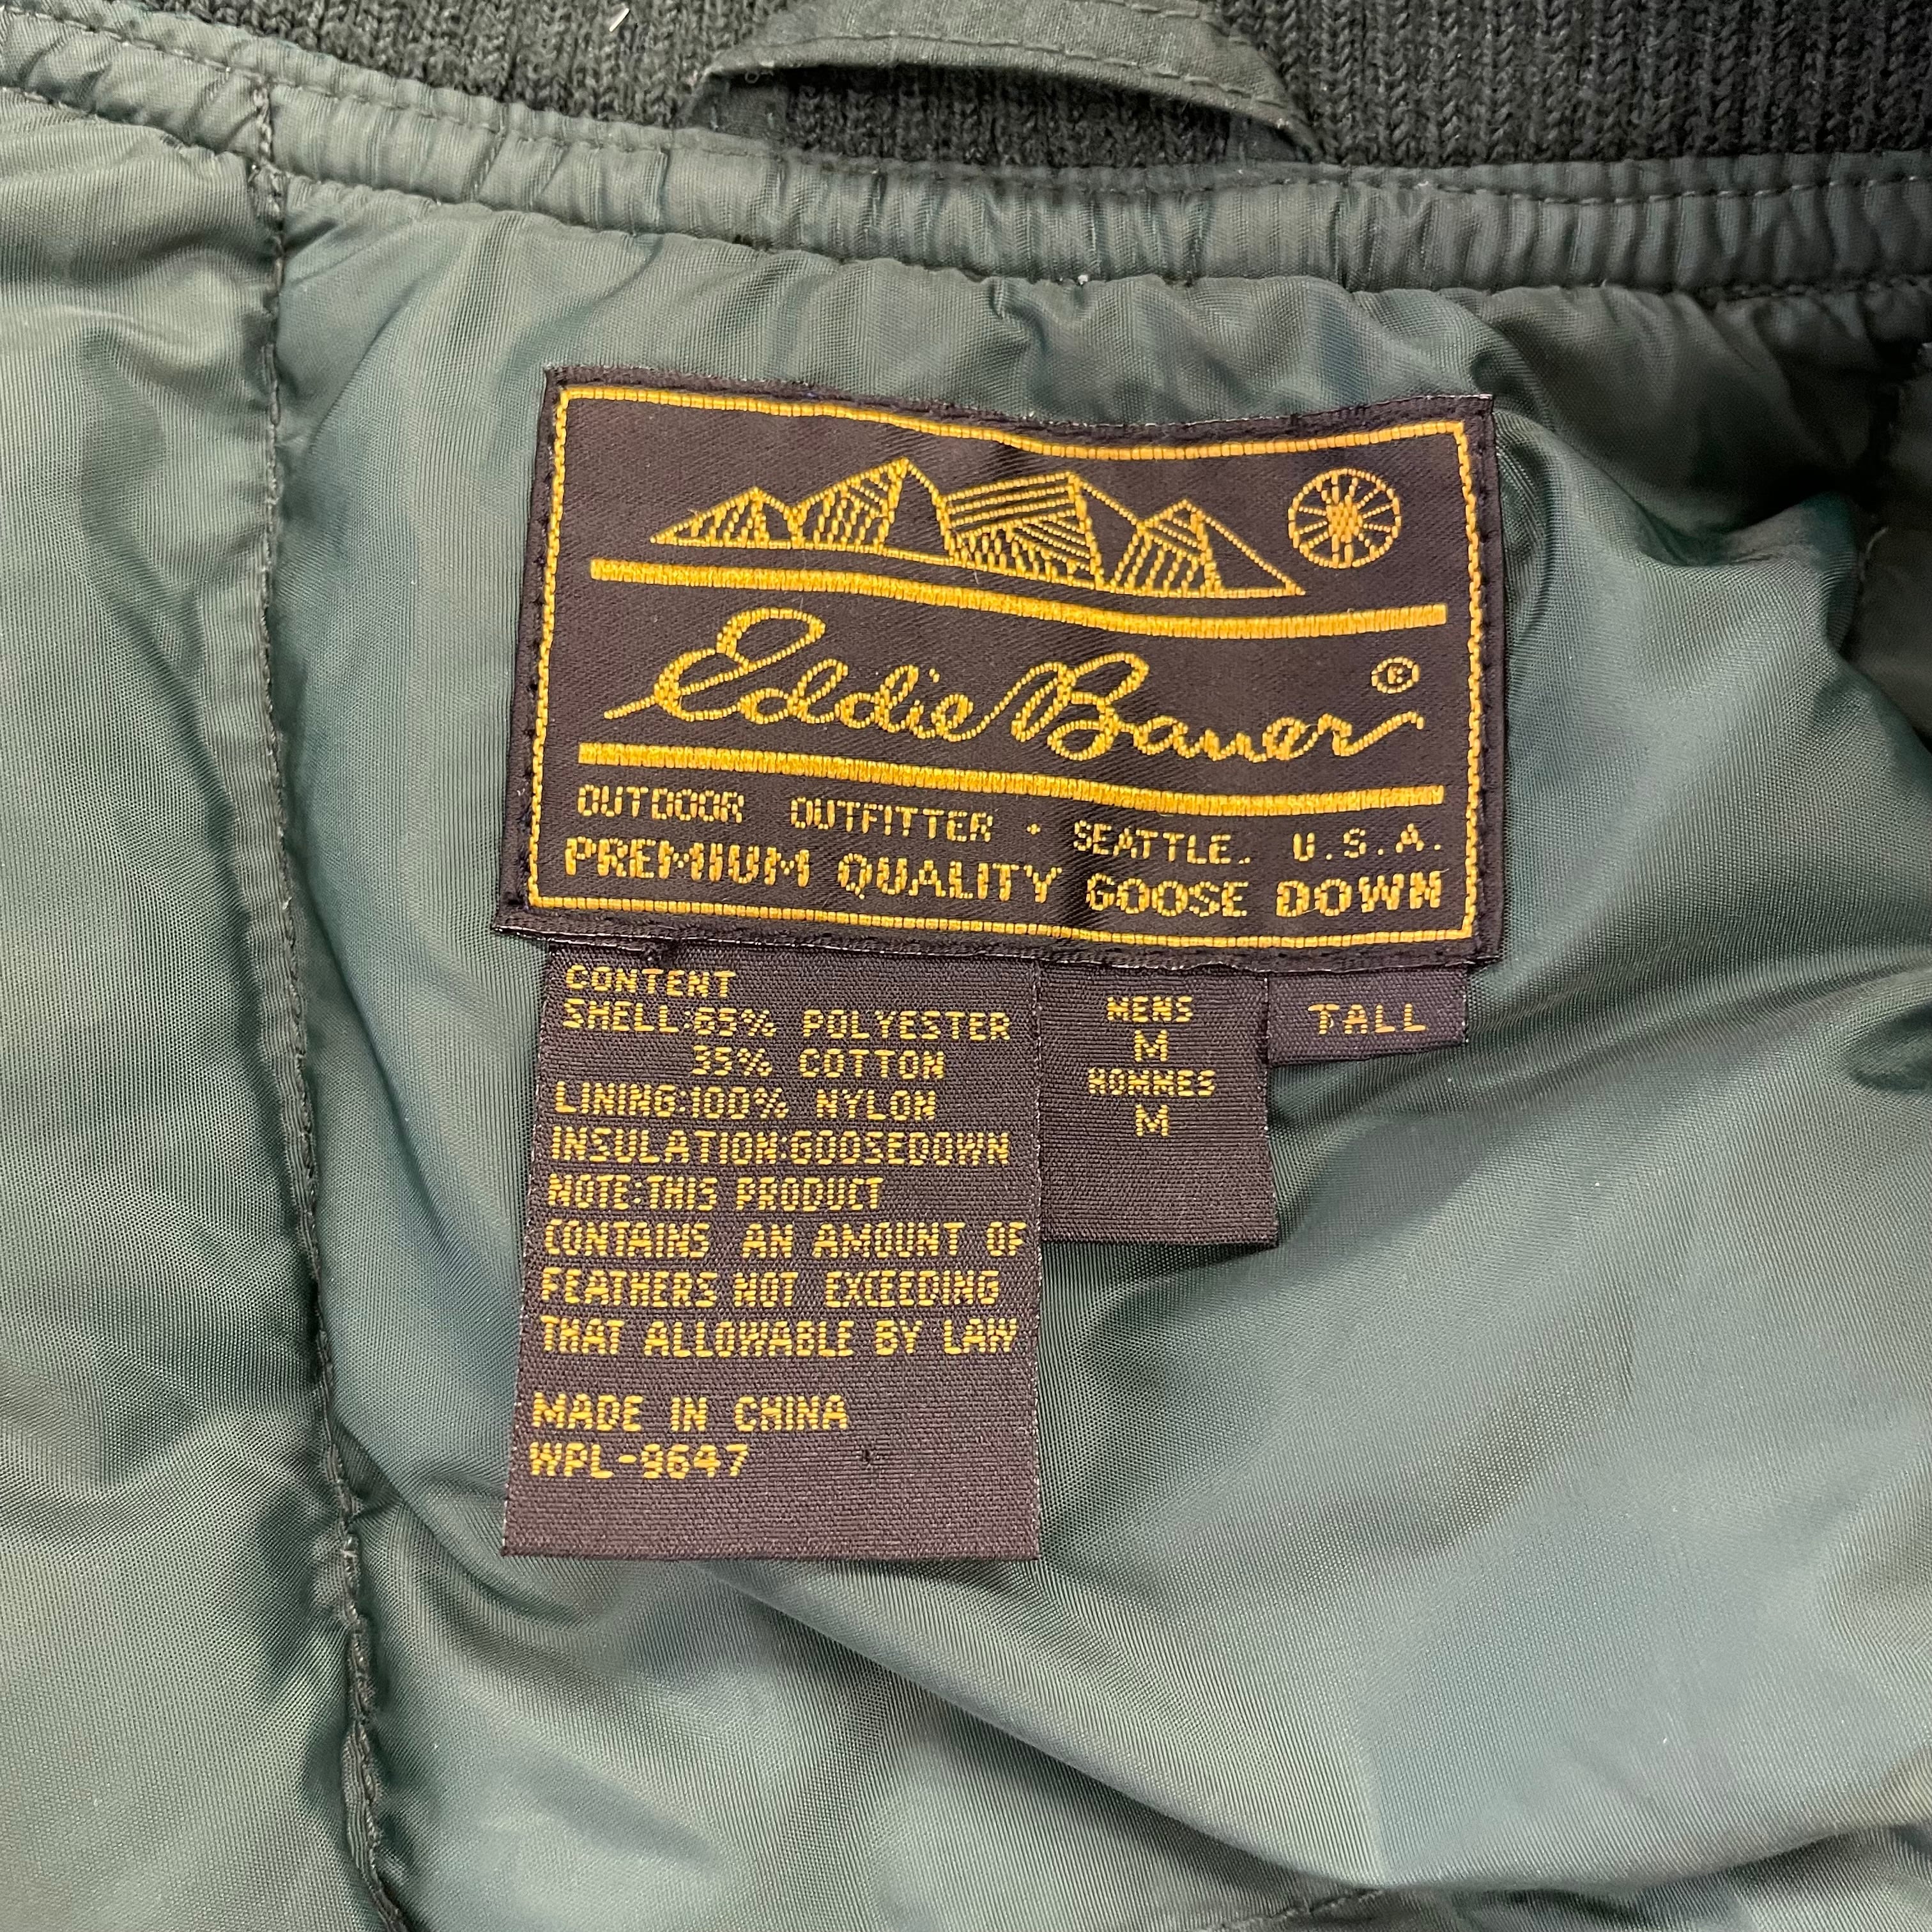 Eddie Bauer ®
OUTDOOR OUTFITTER • SEATTLE. U.S.A.
PREMIUM QUALITY GOOSE DOWN
CONTENT
SHELL:65% POLYESTER
35% COTTON
LINING:100% NYLON
INSULATION:GOOSEDOWN
NOTE:THIS PRODUCT
CONTAINS AN AMOUNT OF
FEATHERS NOT EXCEEDING
THAT ALLOWABLE BY LAW
MADE IN CHINA
WPL-9647
MENS
M
HOMMES
M
TALL